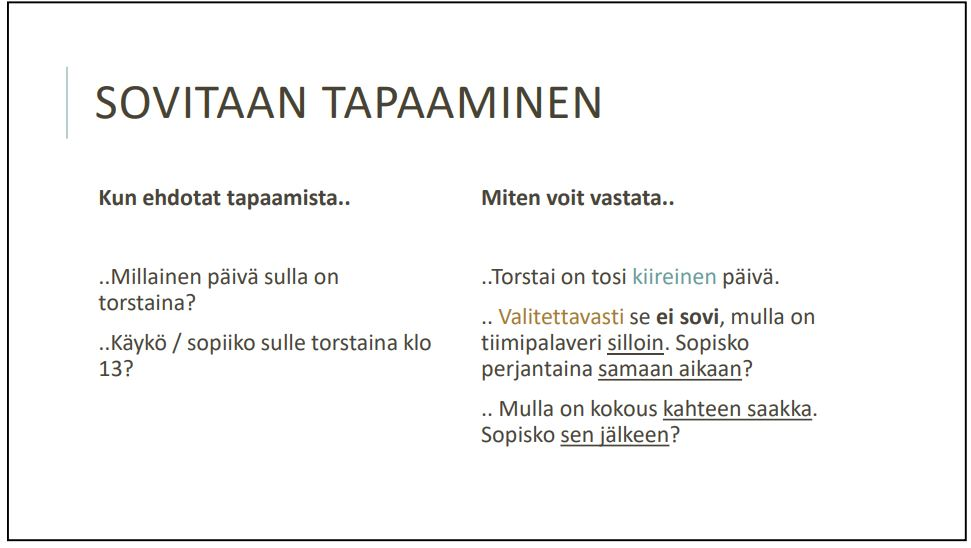 SOVITAAN TAPAAMINEN
Kun ehdotat tapaamista..
..Millainen päivä sulla on
torstaina?
..Käykö / sopiiko sulle torstaina klo
13?
Miten voit vastata..
..Torstai on tosi kiireinen päivä.
.. Valitettavasti se ei sovi, mulla on
tiimipalaveri silloin. Sopisko
perjantaina samaan aikaan?
.. Mulla on kokous kahteen saakka.
Sopisko sen jälkeen?